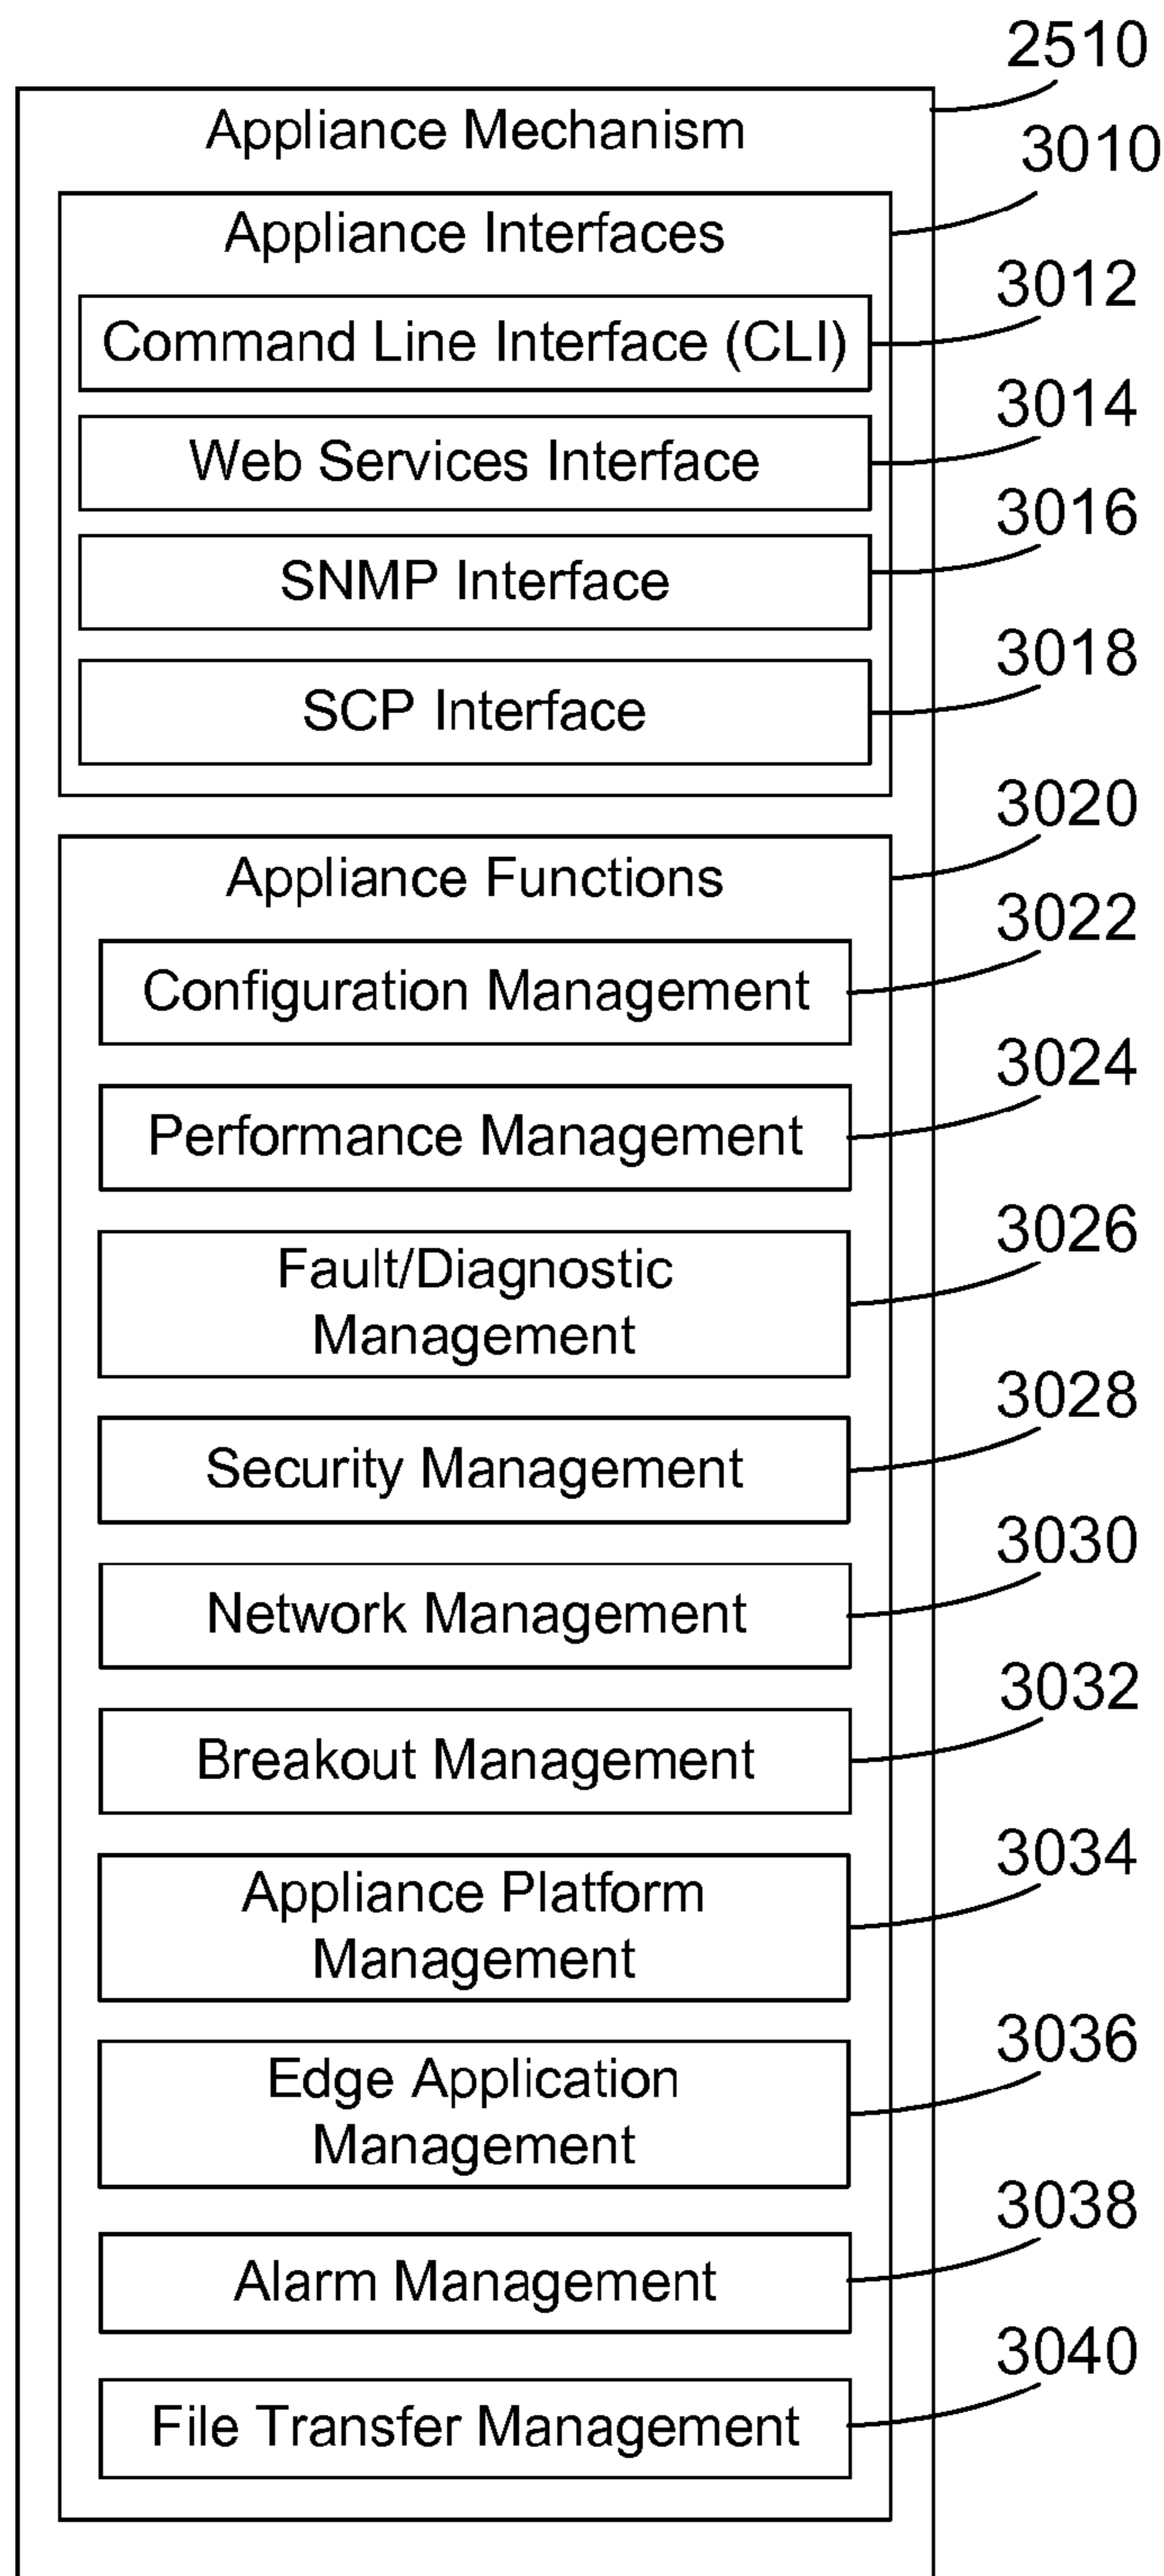 2510
Appliance Mechanism
3010
Appliance Interfaces
3012
Command Line Interface (CLI)
3014
Web Services Interface
3016
SNMP Interface
3018
SCP Interface
3020
Appliance Functions
3022
Configuration Management
3024
Performance Management
3026
Fault/Diagnostic
Management
3028
Security Management
3030
Network Management
3032
Breakout Management
3034
Appliance Platform
Management
3036
Edge Application
Management
3038
Alarm Management
3040
File Transfer Management